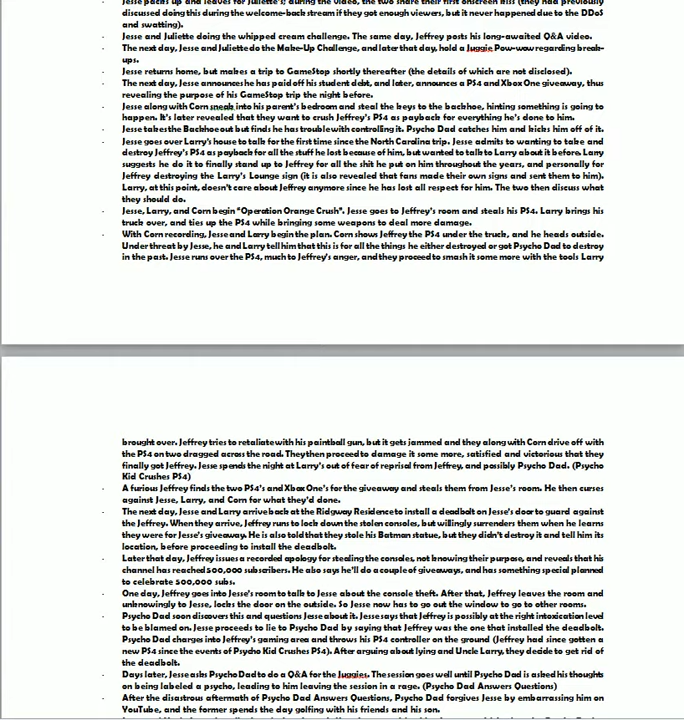 Jesse packs up and leaves for Juliette's) during the video, the two share their first onscreen kiss (they had previously
discussed doing this during the welcome-back stream if they got enough viewers, but it never happened due to the DDoS
and swatting).
- Jesse and Juliette doing the whipped cream challenge. The same day, Jeffrey posts his long-awaited Q&A video.
- The next day, Jesse and Juliette do the Make-Up Challenge, and later that day, hold a Juggie Pow-wow regarding break-
ups.
- Jesse returns home, but makes a trip to GameStop shortly thereafter (the details of which are not disclosed).
- The next day, Jesse announces he has paid off his student debt, and later, announces a PS4 and Xbox One giveaway, thus
revealing the purpose of his GameStop trip the night before.
- Jesse along with Corn sneak into his parent's bedroom and steal the keys to the backhoe, hinting something is going to
happen. It's later revealed that they want to crush Jeffrey's PS4 as payback for everything he's done to him.
- Jesse takes the Backhoe out but finds he has trouble with controlling it. Psycho Dad catches him and kicks him off of it.
- Jesse goes over Larry's house to talk for the first time since the North Carolina trip. Jesse admits to wanting to take and
destroy Jeffrey's PS4 as payback for all the stuff he lost because of him, but wanted to talk to Larry about it before. Larry
suggests he do it to finally stand up to Jeffrey for all the shit he put on him throughout the years, and personally for
Jeffrey destroying the Larry's Lounge sign (it is also revealed that fans made their own signs and sent them to him).
Larry, at this point, doesn't care about Jeffrey anymore since he has lost all respect for him. The two then discuss what
they should do.
- Jesse, Larry, and Corn begin "Operation Orange Crush". Jesse goes to Jeffrey's room and steals his PS4. Larry brings his
truck over, and ties up the PS4 while bringing some weapons to deal more damage.
- With Corn recording, Jesse and Larry begin the plan. Corn shows Jeffrey the PS4 under the truck, and he heads outside.
Under threat by Jesse, he and Larry tell him that this is for all the things he either destroyed or got Psycho Dad to destroy
in the past. Jesse runs over the PS4, much to Jeffrey's anger, and they proceed to smash it some more with the tools Larry
brought over. Jeffrey tries to retaliate with his paintball gun, but it gets jammed and they along with Corn drive off with
the PS4 on two dragged across the road. They then proceed to damage it some more, satisfied and victorious that they
finally got Jeffrey. Jesse spends the night at Larry's out of fear of reprisal from Jeffrey, and possibly Psycho Dad. (Psycho
Kid Crushes PS4)
- A furious Jeffrey finds the two PS4's and Xbox One's for the giveaway and steals them from Jesse's room. He then curses
against Jesse, Larry, and Corn for what they'd done.
- The next day, Jesse and Larry arrive back at the Ridgway Residence to install a deadbolt on Jesse's door to guard against
the Jeffrey. When they arrive, Jeffrey runs to lock down the stolen consoles, but willingly surrenders them when he learns
they were for Jesse's giveaway. He is also told that they stole his Batman statue, but they didn't destroy it and tell him its
location, before proceeding to install the deadbolt.
- Later that day, Jeffrey issues a recorded apology for stealing the consoles, not knowing their purpose, and reveals that his
channel has reached 500,000 subscribers. He also says he'll do a couple of giveaways, and has something special planned
to celebrate 500,000 subs.
- One day, Jeffrey goes into Jesse's room to talk to Jesse about the console theft. After that, Jeffrey leaves the room and
unknowingly to Jesse, locks the door on the outside. So Jesse now has to go out the window to go to other rooms.
- Psycho Dad soon discovers this and questions Jesse about it. Jesse says that Jeffrey is possibly at the right intoxication level
to be blamed on. Jesse proceeds to lie to Psycho Dad by saying that Jeffrey was the one that installed the deadbolt.
Psycho Dad charges into Jeffrey's gaming area and throws his PS4 controller on the ground (Jeffrey had since gotten a
new PS4 since the events of Psycho Kid Crushes PS4). After arguing about lying and Uncle Larry, they decide to get rid of
the deadbolt.
- Days later, Jesse asks Psycho Dad to do a Q&A for the Juggies. The session goes well until Psycho Dad is asked his thoughts
on being labeled a psycho, leading to him leaving the session in a rage. (Psycho Dad Answers Questions)
- After the disastrous aftermath of Psycho Dad Answers Questions, Psycho Dad forgives Jesse by embarrassing him on
YouTube, and the former spends the day golfing with his friends and his son.